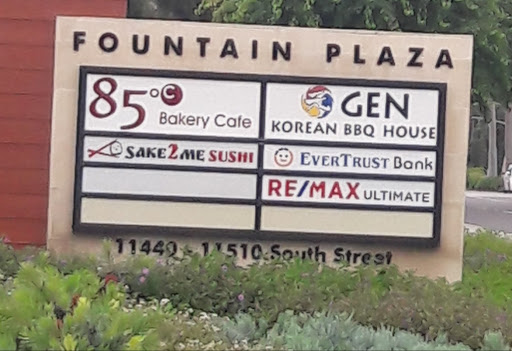 FOUNTAIN PLAZA
85°C
Bakery Cafe
GEN
KOREAN BBQ HOUSE
SAKE2ME SUSHI
EVERTRUST Bank
RE/MAX ULTIMATE
11440 - 11510 South Street